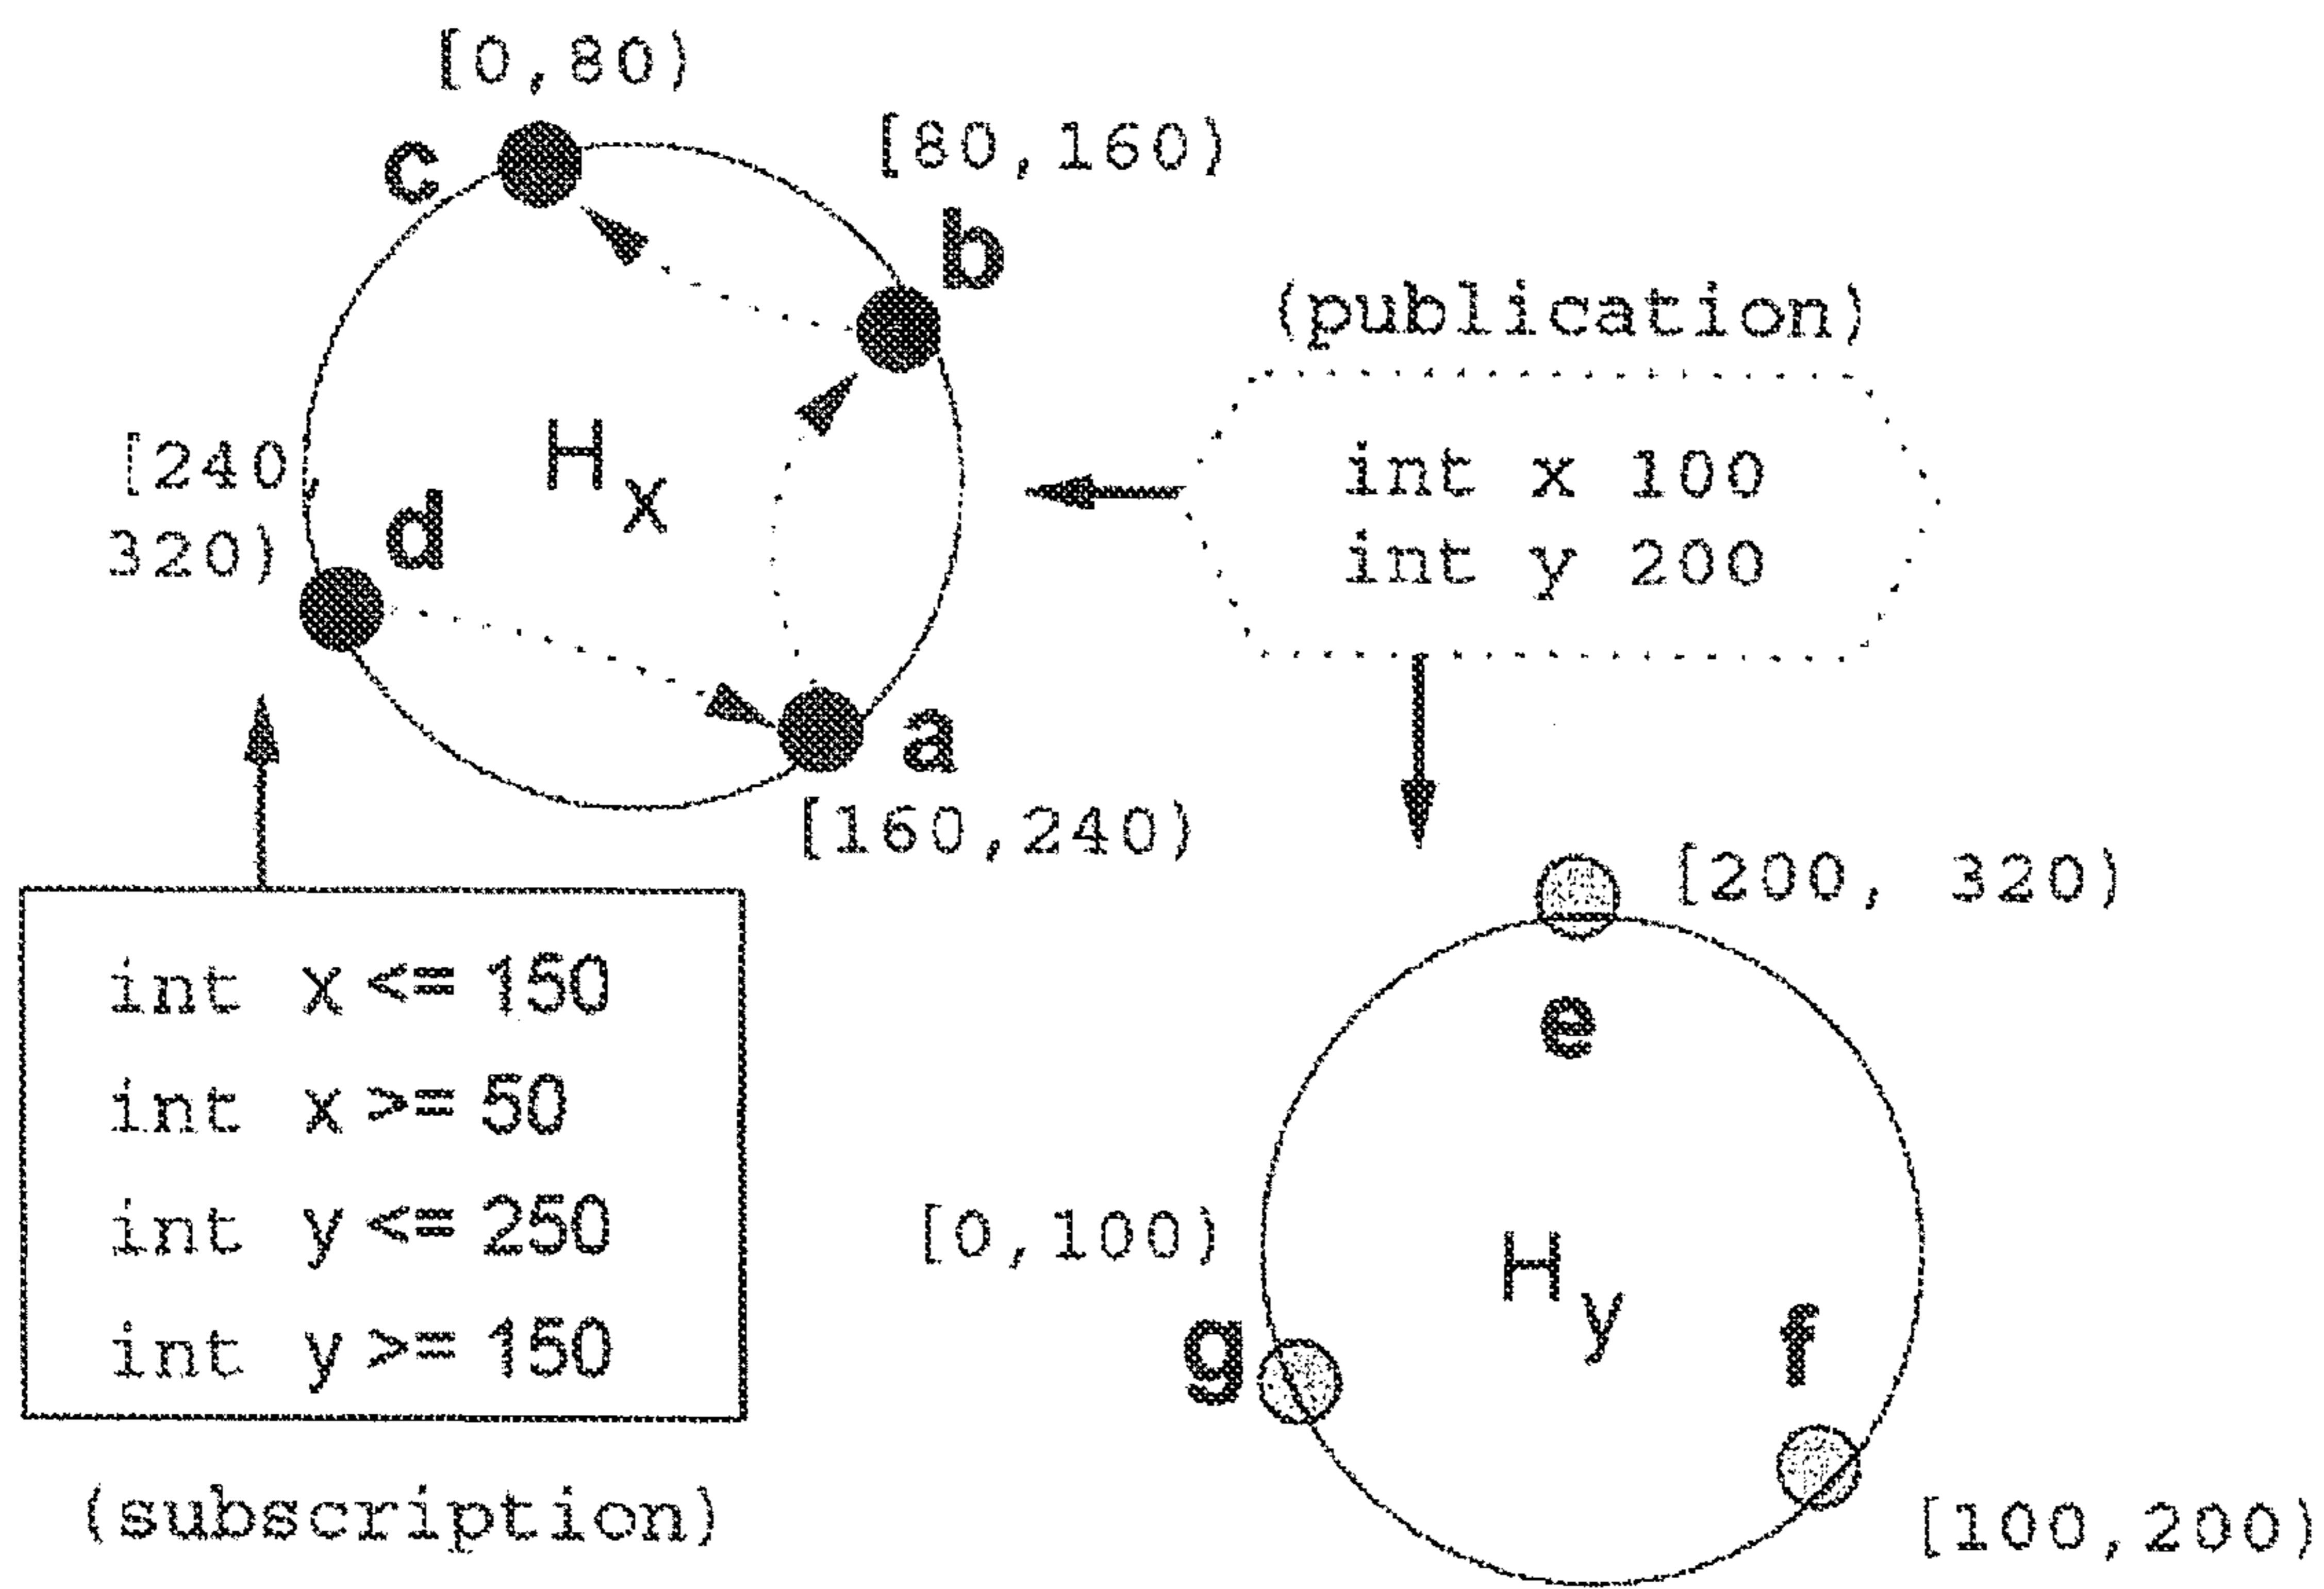 [0,80)
c
[80,160)
b
(publication)
int x 100
int y 200
[240,
320)
d
H x
a
[160,240)
[200, 320)
e
int x <= 150
int x >= 50
int y <= 250
int y >= 150
(subscription)
[0,100)
H y
g
f
[100,200)